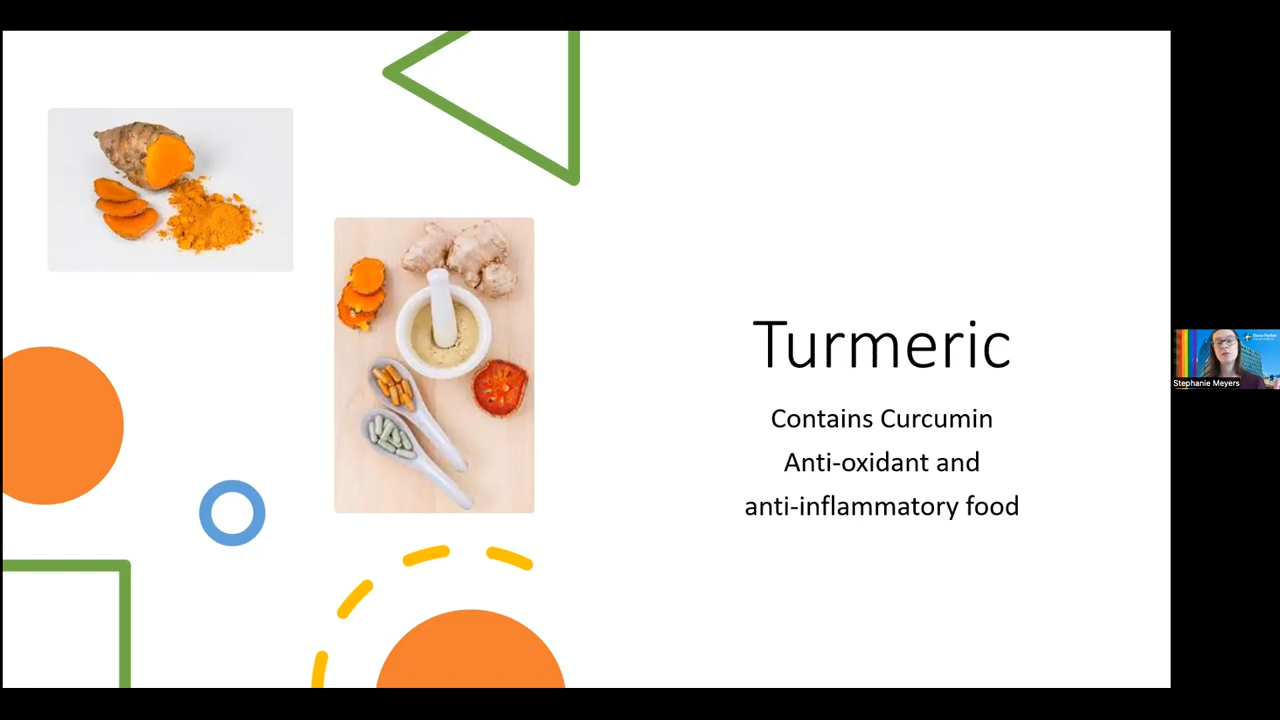 Turmeric
Contains Curcumin
Anti-oxidant and
anti-inflammatory food
Stephanie Meyers